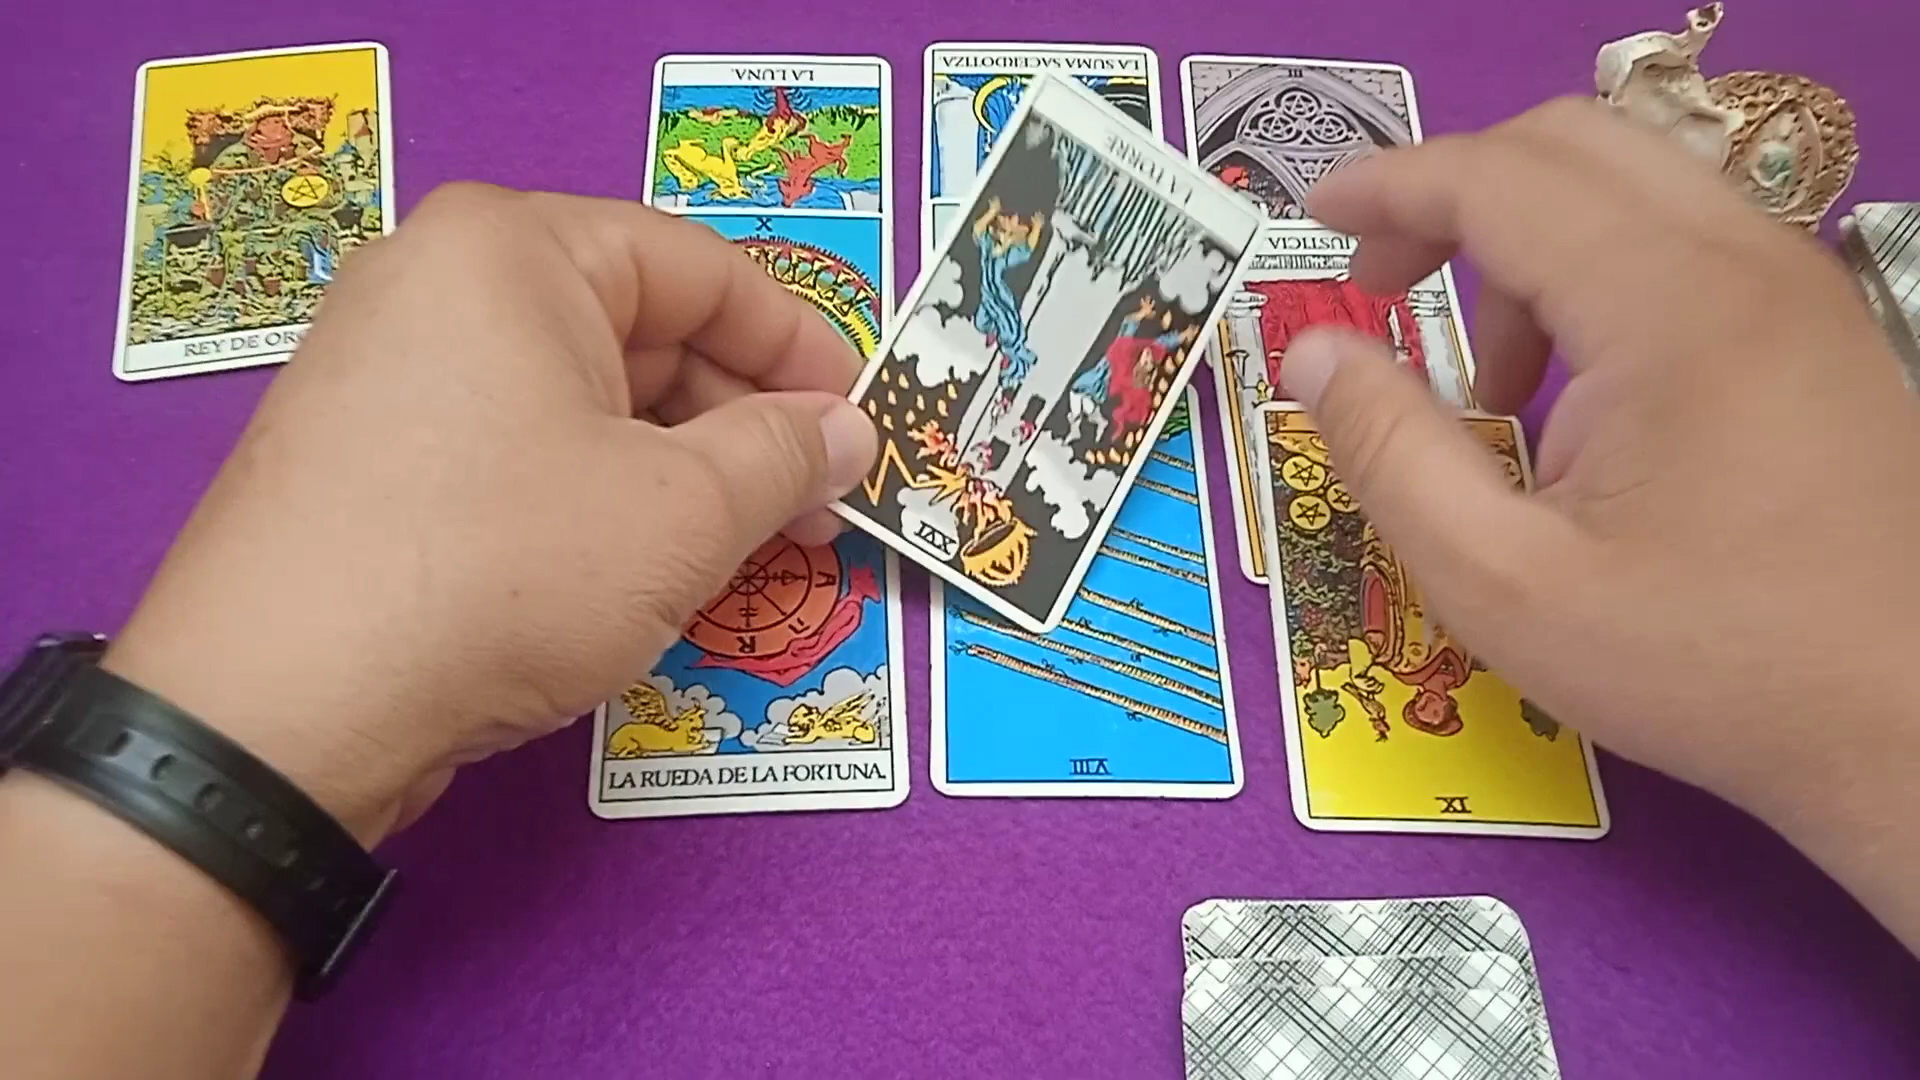 LA LUNA.
LA SUMA SACERDOTIZA
III
REY DE OR
X
LA TORRE
JUSTICIA
XVI
A
R
LA RUEDA DE LA FORTUNA.
VIII
IX